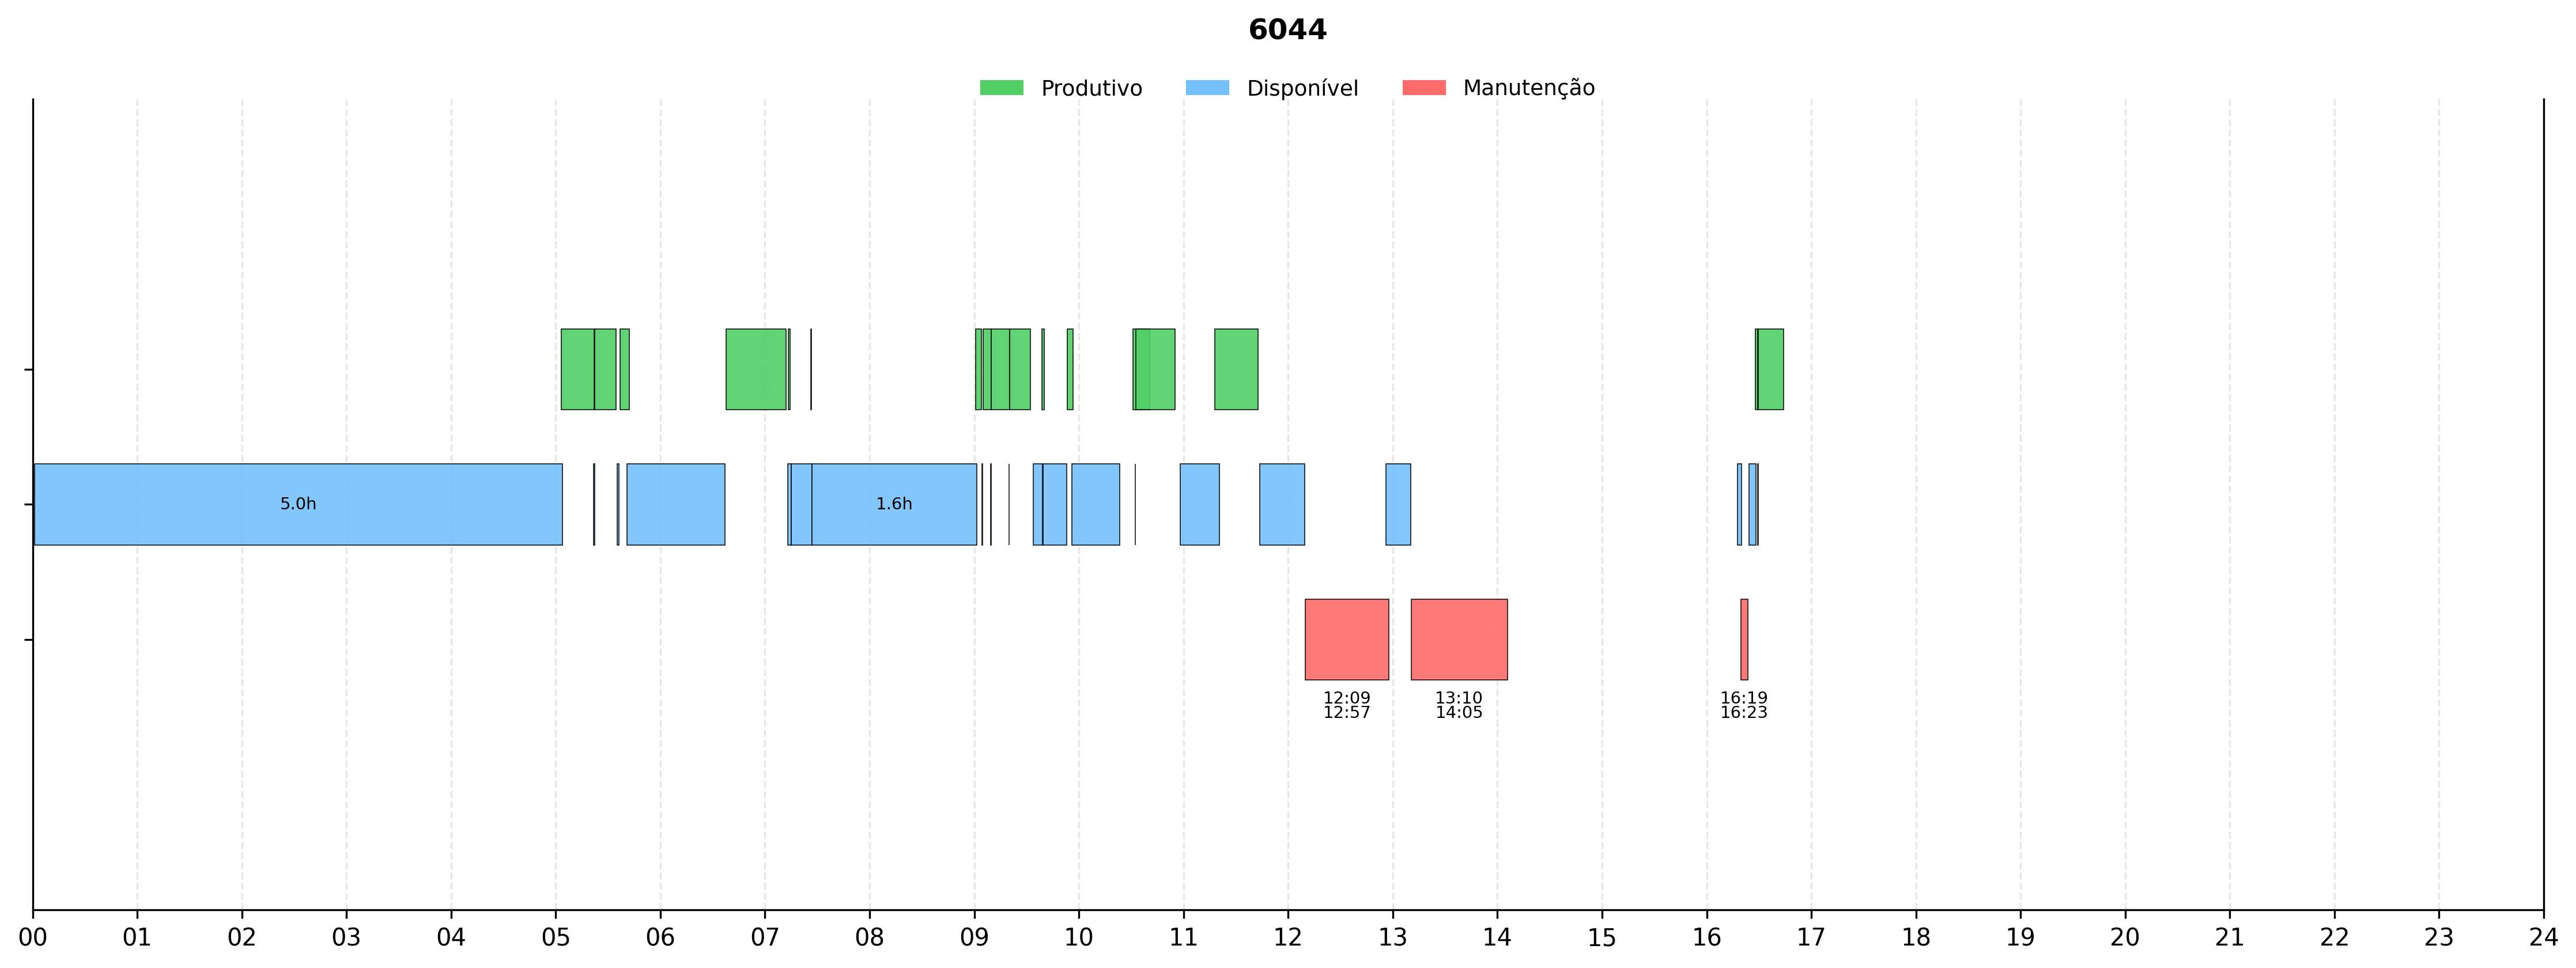 6044
Produtivo Disponível Manutenção
5.0h 1.6h
12:09 13:10 16:19
12:57 14:05 16:23
00 01 02 03 04 05 06 07 08 09 10 11 12 13 14 15 16 17 18 19 20 21 22 23 24